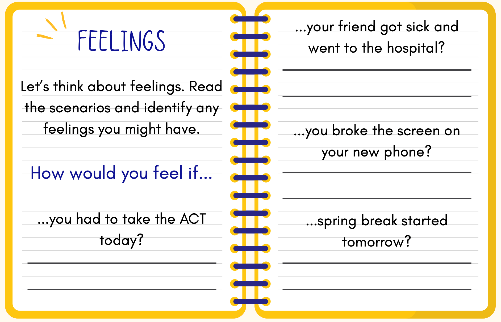 FEELINGS
Let's think about feelings. Read
the scenarios and identify any
feelings you might have.
How would you feel if...
...you had to take the ACT
today?
...your friend got sick and
went to the hospital?
...you broke the screen on
your new phone?
...spring break started
tomorrow?